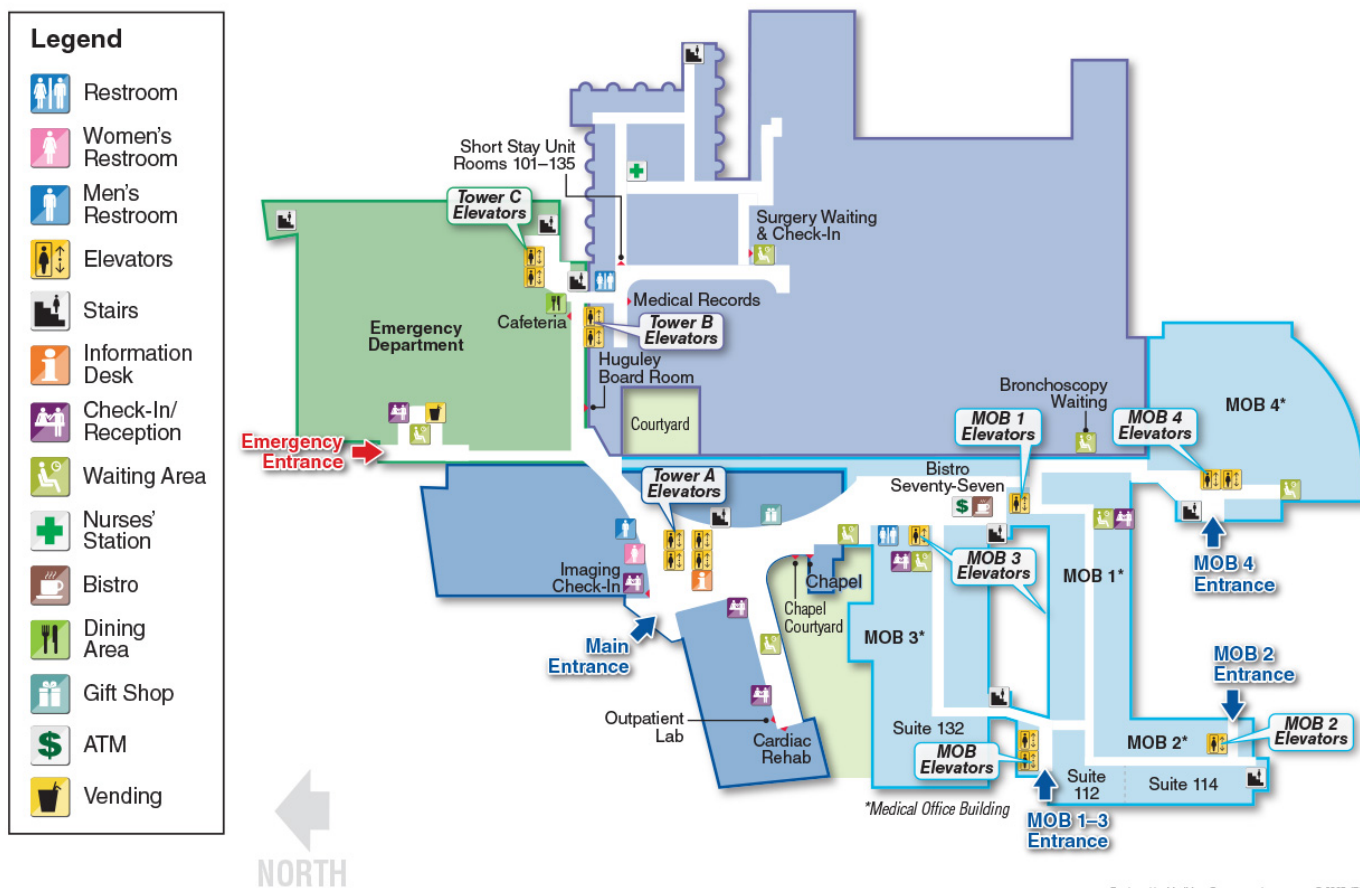 Legend
Restroom
Women's
Restroom
Men's
Restroom
Elevators
Stairs
Information
Desk
Check-In/
Reception
Waiting Area
Nurses'
Station
Bistro
Dining
Area
Gift Shop
$
ATM
Vending
Short Stay Unit
Rooms 101–135
Tower C
Elevators
Surgery Waiting
& Check-In
Medical Records
Cafeteria
Tower B
Elevators
Emergency
Department
Huguley
Board Room
Courtyard
Emergency
Entrance
Bronchoscopy
Waiting
MOB 4*
MOB 1
Elevators
MOB 4
Elevators
Tower A
Elevators
Bistro
Seventy-Seven
$
MOB 4
Entrance
Imaging
Check-In
Chapel
Chapel
Courtyard
MOB 3
Elevators
MOB 1*
MOB 3*
Main
Entrance
MOB 2
Entrance
Outpatient
Lab
Cardiac
Rehab
Suite 132
MOB
Elevators
MOB 2*
MOB 2
Elevators
Suite
112
Suite 114
*Medical Office Building
MOB 1–3
Entrance
NORTH